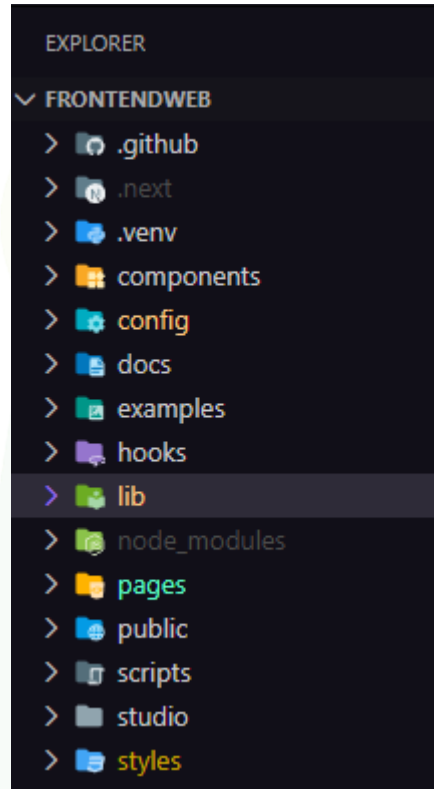 EXPLORER
FRONTENDWEB
.github
.next
.venv
components
config
docs
examples
hooks
lib
node_modules
pages
public
scripts
studio
styles